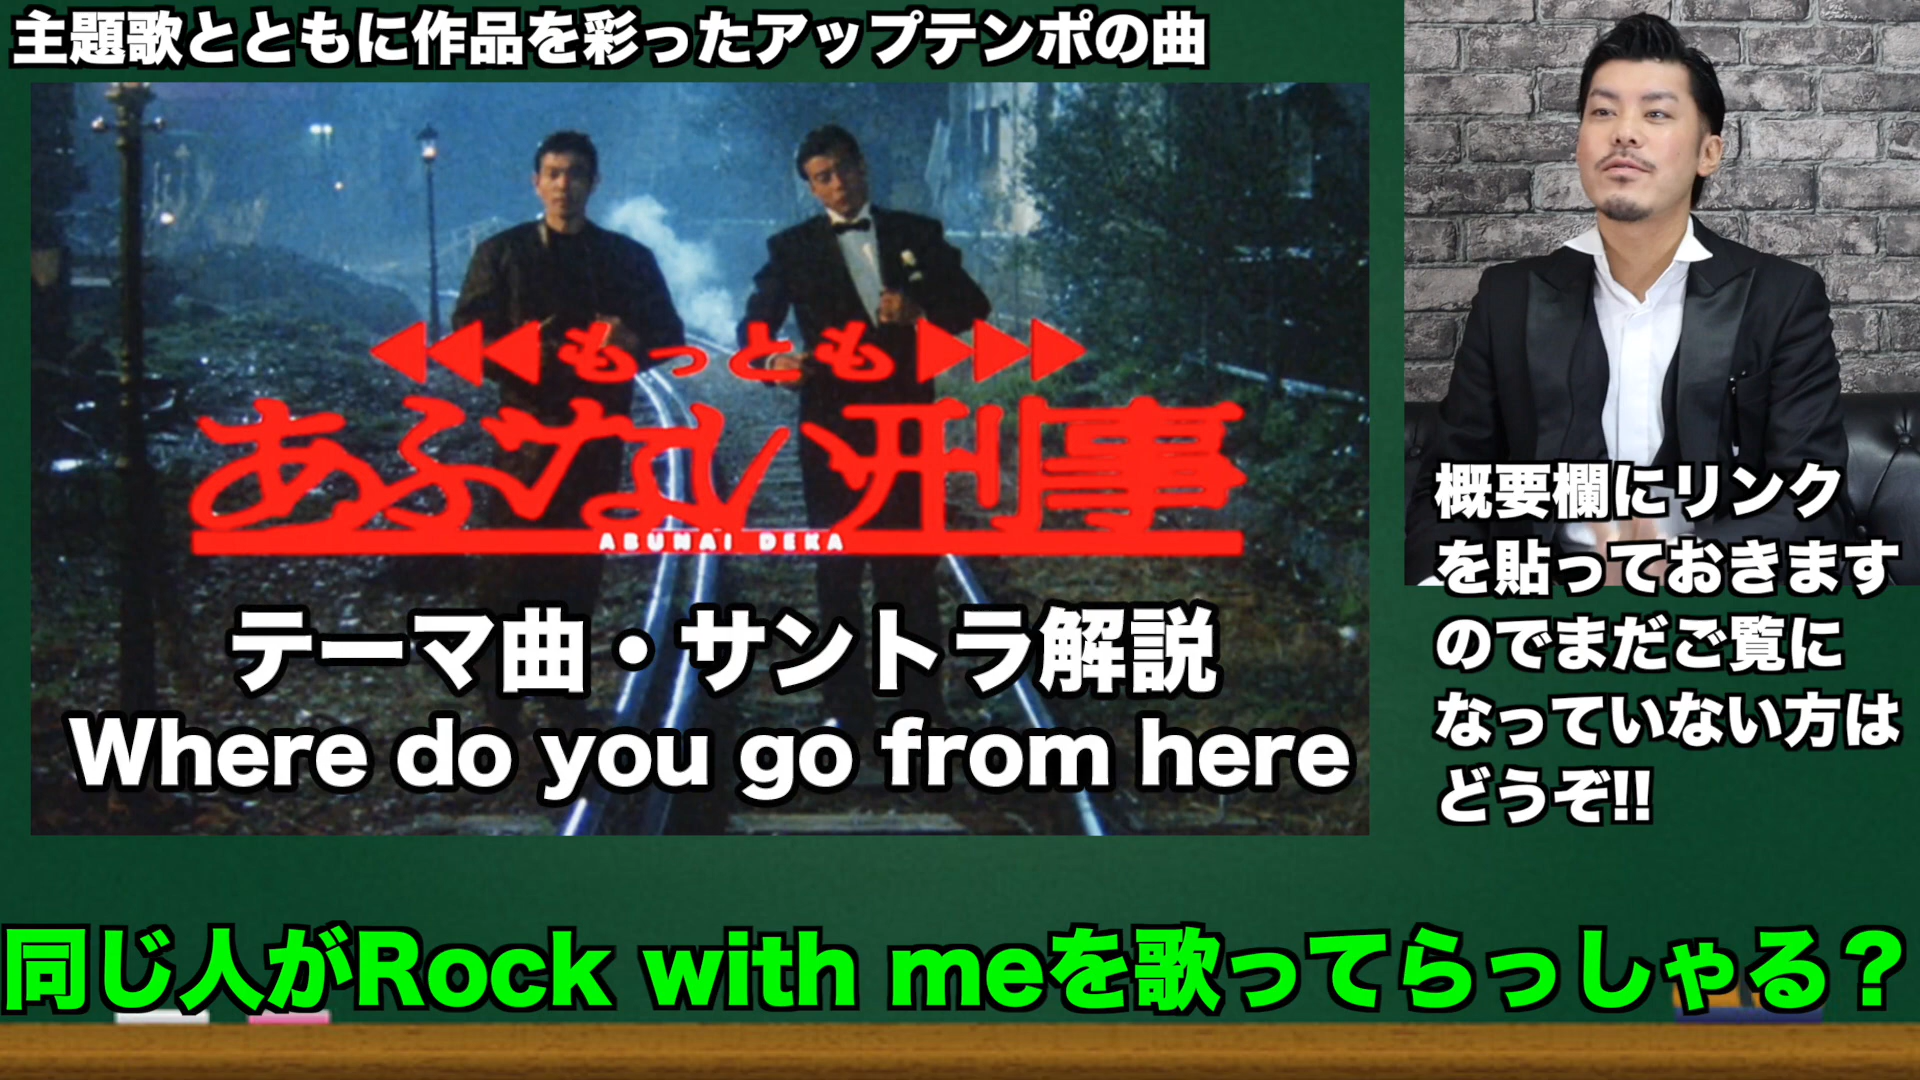 主題歌とともに作品を彩ったアップテンポの曲
もっとも
あぶない刑事
ABUNAI DEKA
テーマ曲・サントラ解説
Where do you go from here
概要欄にリンク
を貼っておきます
のでまだご覧に
なっていない方は
どうぞ!!
同じ人がRock with meを歌ってらっしゃる？